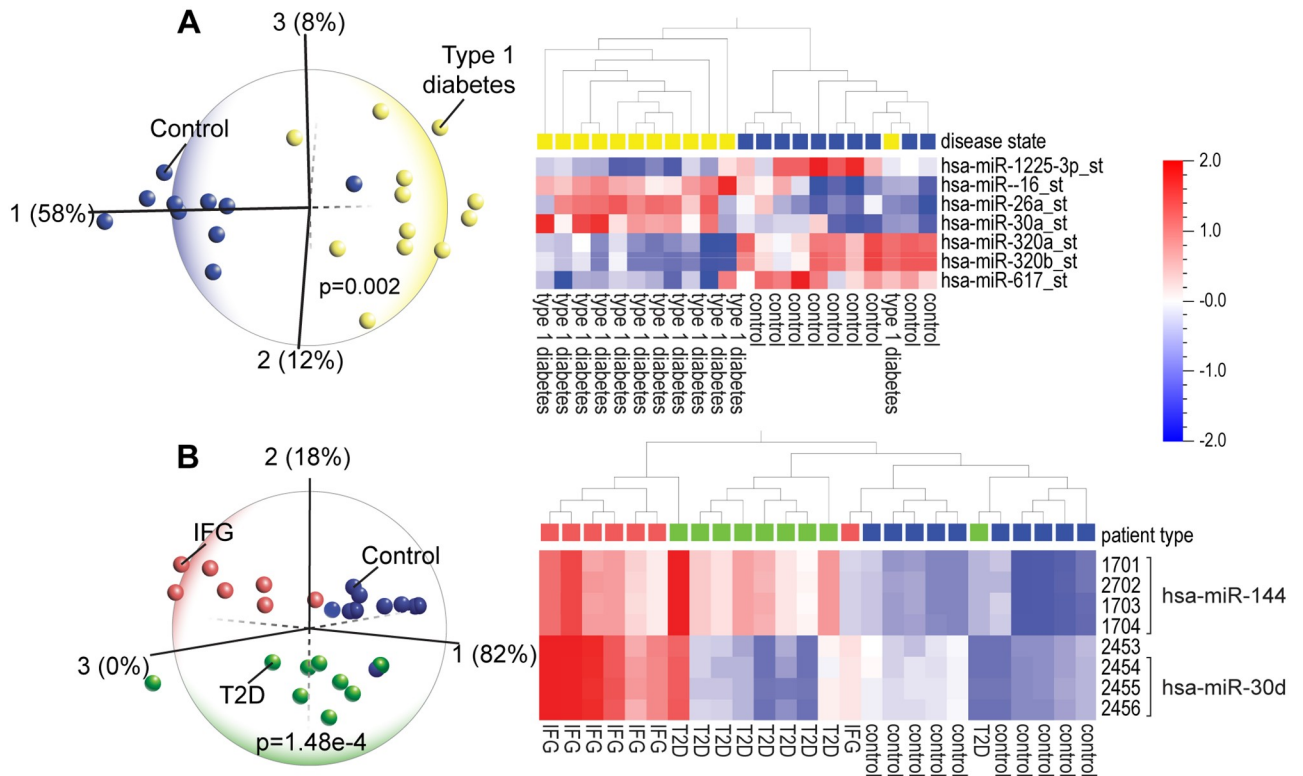 A
3 (8%)
Type 1
diabetes
Control
1 (58%)
p=0.002
2 (12%)
disease state
hsa-miR-1225-3p_st
hsa-miR--16_st
hsa-miR-26a_st
hsa-miR-30a_st
hsa-miR-320a_st
hsa-miR-320b_st
hsa-miR-617_st
type 1 diabetes
type 1 diabetes
type 1 diabetes
type 1 diabetes
type 1 diabetes
type 1 diabetes
type 1 diabetes
type 1 diabetes
type 1 diabetes
type 1 diabetes
type 1 diabetes
control
control
control
control
control
control
control
control
type 1 diabetes
control
control
2.0
1.0
-0.0
-1.0
-2.0
B
2 (18%)
IFG
Control
3 (0%)
1 (82%)
T2D
p=1.48e-4
patient type
1701
2702
1703
1704
hsa-miR-144
2453
2454
2455
2456
hsa-miR-30d
IFG
IFG
IFG
IFG
IFG
IFG
T2D
T2D
T2D
T2D
T2D
T2D
T2D
T2D
IFG
control
control
control
control
control
T2D
control
control
control
control
control